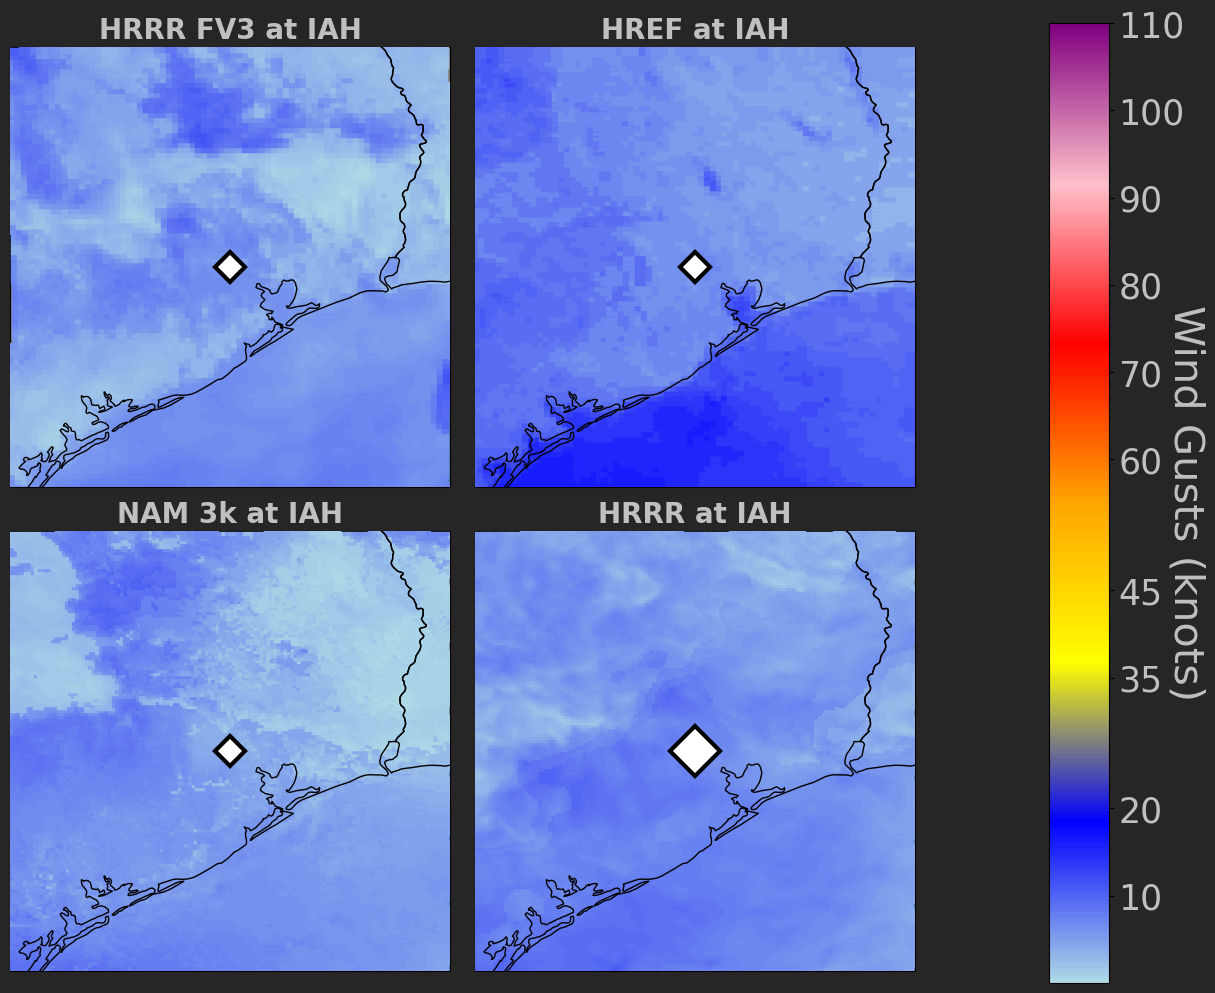 HRRR FV3 at IAH
HREF at IAH
NAM 3k at IAH
HRRR at IAH
110
100
90
80
70
60
45
35
20
10
Wind Gusts (knots)